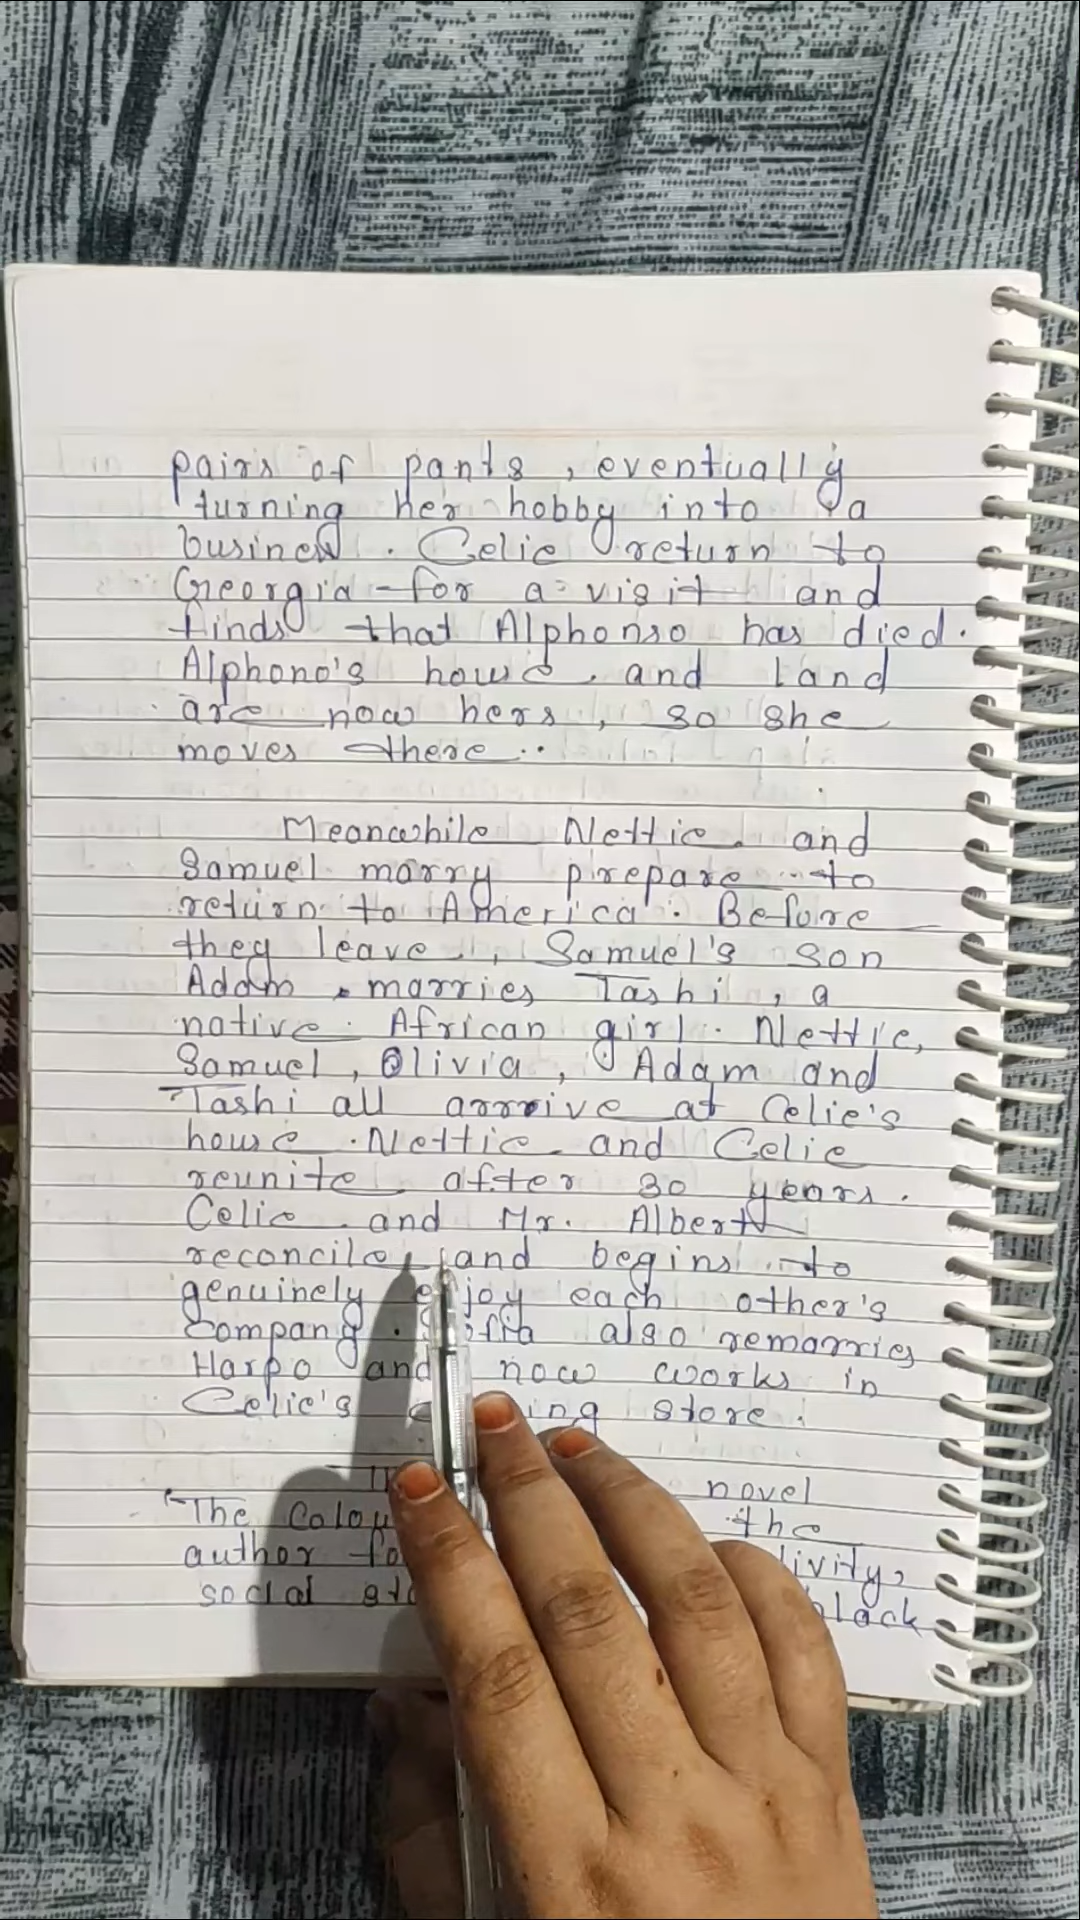 pairs of pants, eventually
turning her hobby into a
business. Celie return to
Georgia for a visit and
finds that Alphonso has died.
Alphono's house and land
are now hers, so she
moves there..
Meanwhile Nettie and
Samuel marry prepare to
return to America. Before
they leave, Samuel's son
Adam marries Tashi, a
native African girl. Nettie,
Samuel, Olivia, Adam and
Tashi all arrive at Celie's
house. Nettie and Celie
reunite after 30 years.
Celie and Mr. Albert
reconcile and begins to
genuinely enjoy each other's
company. also remarries
Harpo and now works in
Celie's store.
novel
"The the
author
social black